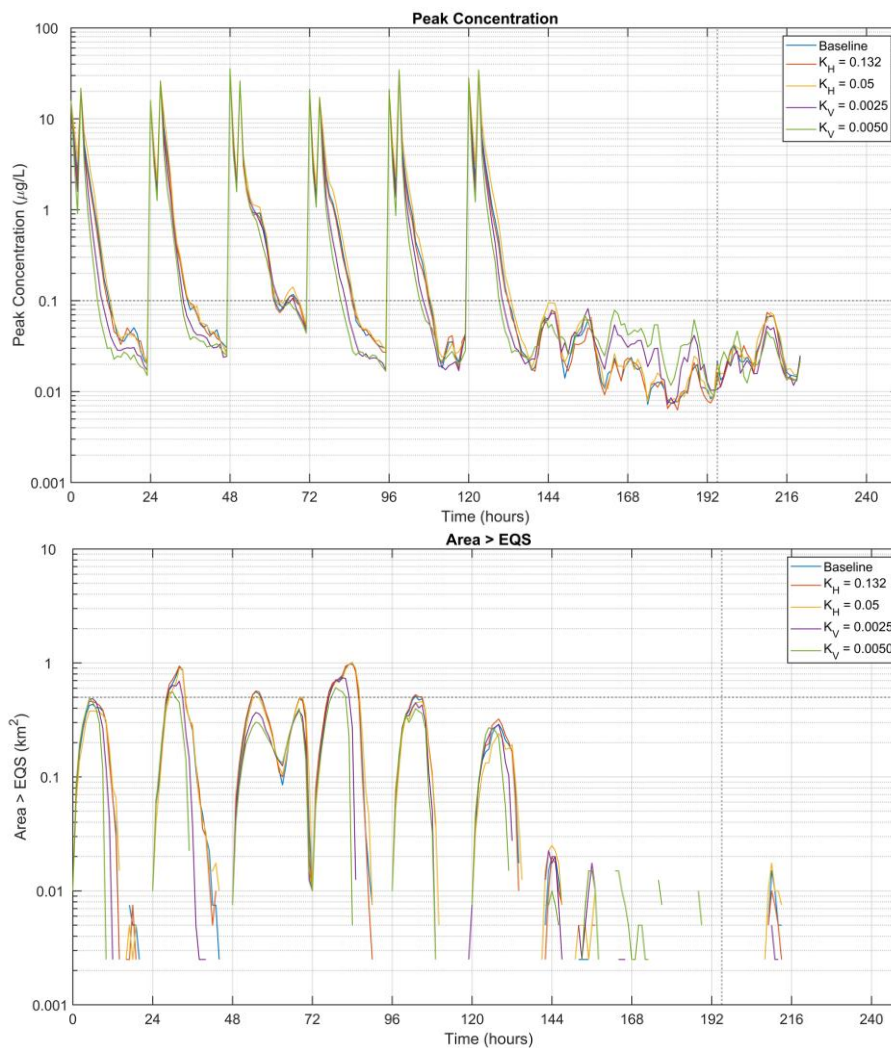 Peak Concentration
100
10
1
0.1
0.01
0.001
Peak Concentration (μg/L)
Baseline
K_H = 0.132
K_H = 0.05
K_V = 0.0025
K_V = 0.0050
0 24 48 72 96 120 144 168 192 216 240
Time (hours)
Area > EQS
10
1
0.1
0.01
0.001
Area > EQS (km²)
Baseline
K_H = 0.132
K_H = 0.05
K_V = 0.0025
K_V = 0.0050
0 24 48 72 96 120 144 168 192 216 240
Time (hours)